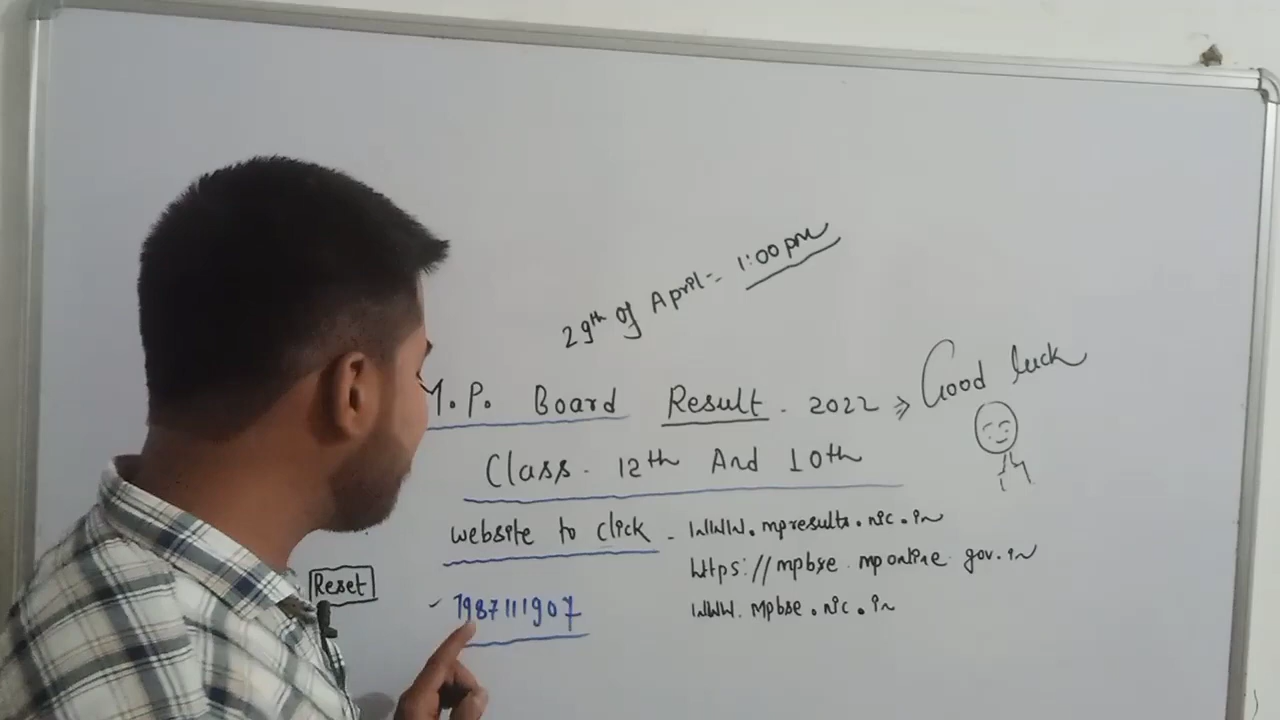 29th of April - 1:00 pm
M.P. Board Result - 2022 => Good luck
Class - 12th And 10th
website to click - www.mpresults.nic.in
https://mpbse.mponline.gov.in
Reset
7987111907
www.mpbse.nic.in